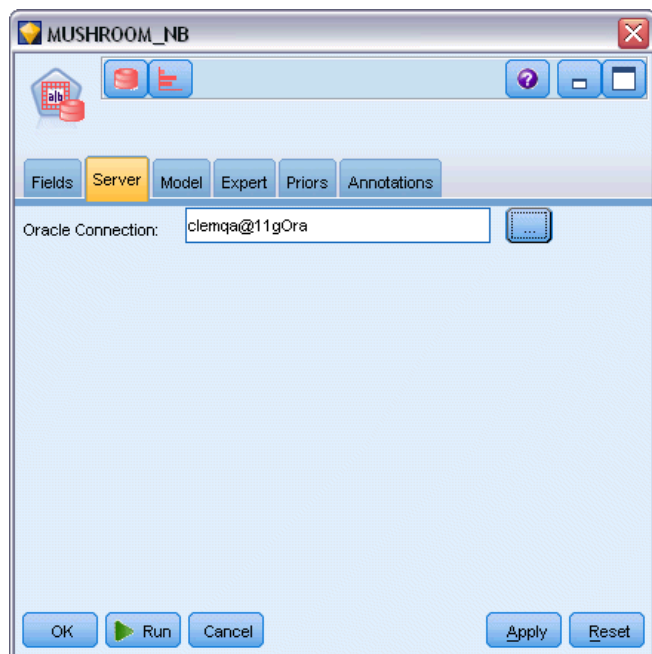 MUSHROOM_NB
a|b
?
Fields Server Model Expert Priors Annotations
Oracle Connection: clemqa@11gOra ...
OK Run Cancel Apply Reset